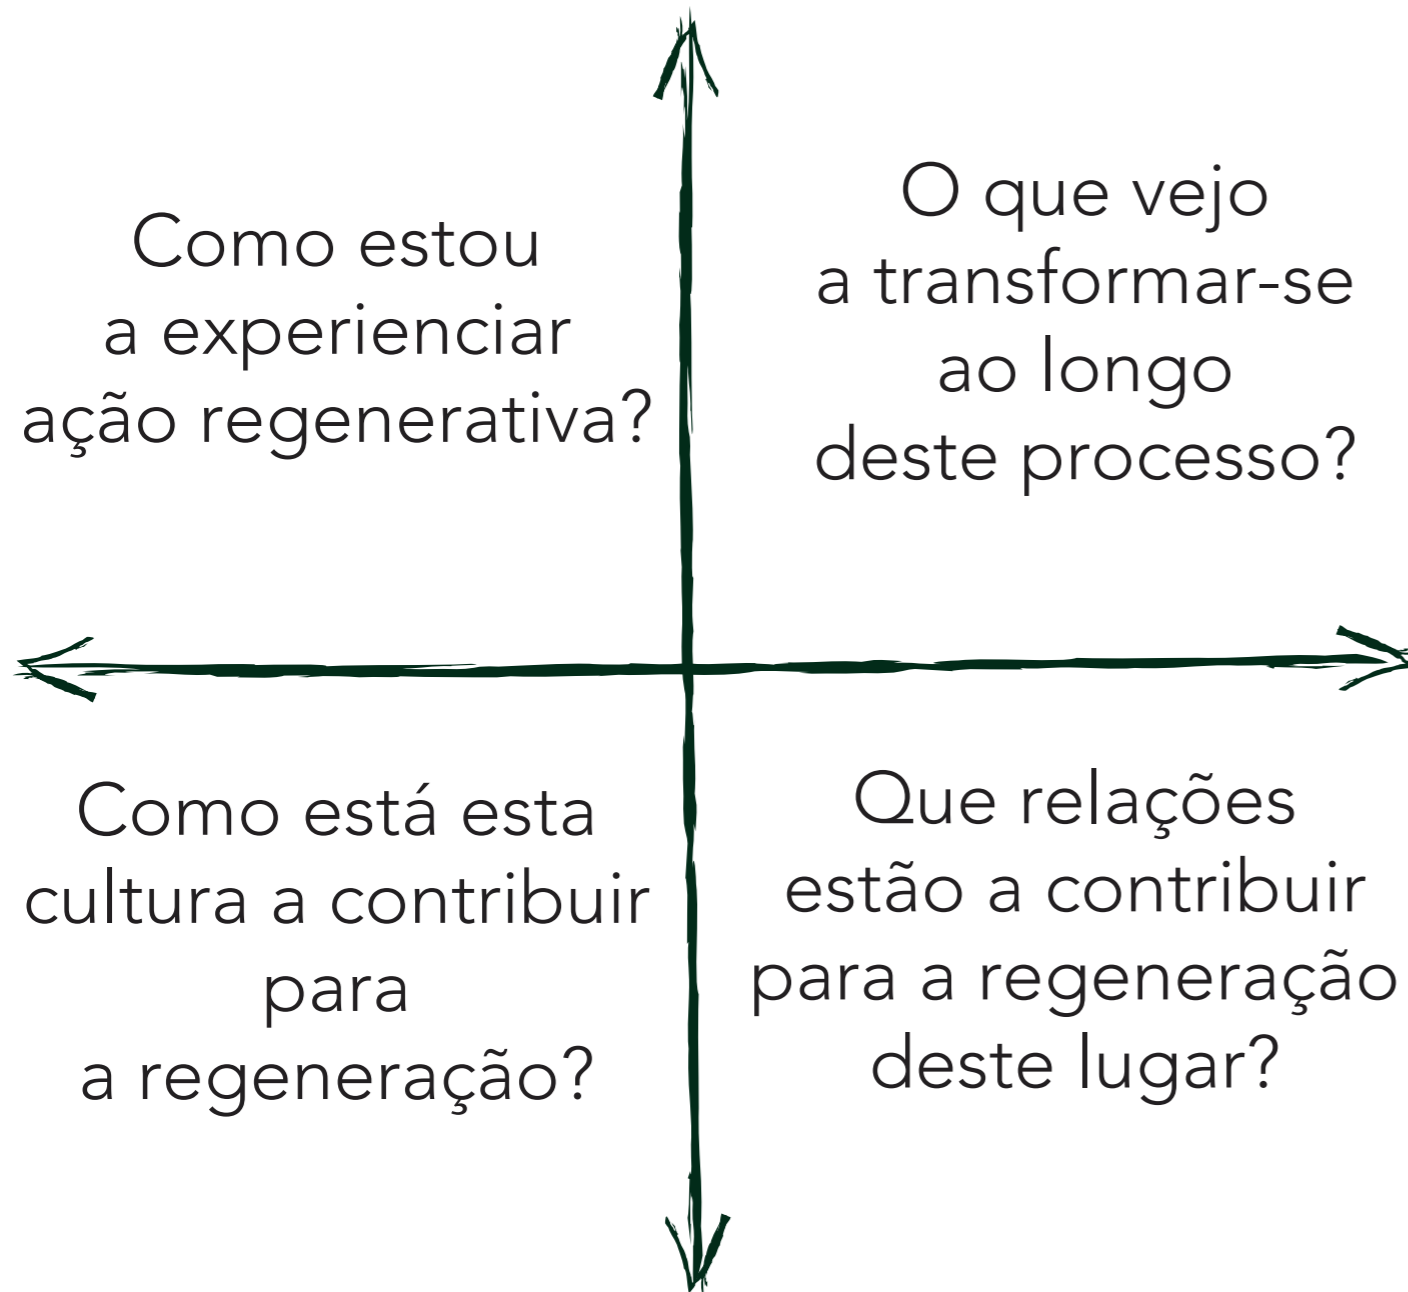 Como estou
a experienciar
ação regenerativa?
O que vejo
a transformar-se
ao longo
deste processo?
Como está esta
cultura a contribuir
para
a regeneração?
Que relações
estão a contribuir
para a regeneração
deste lugar?